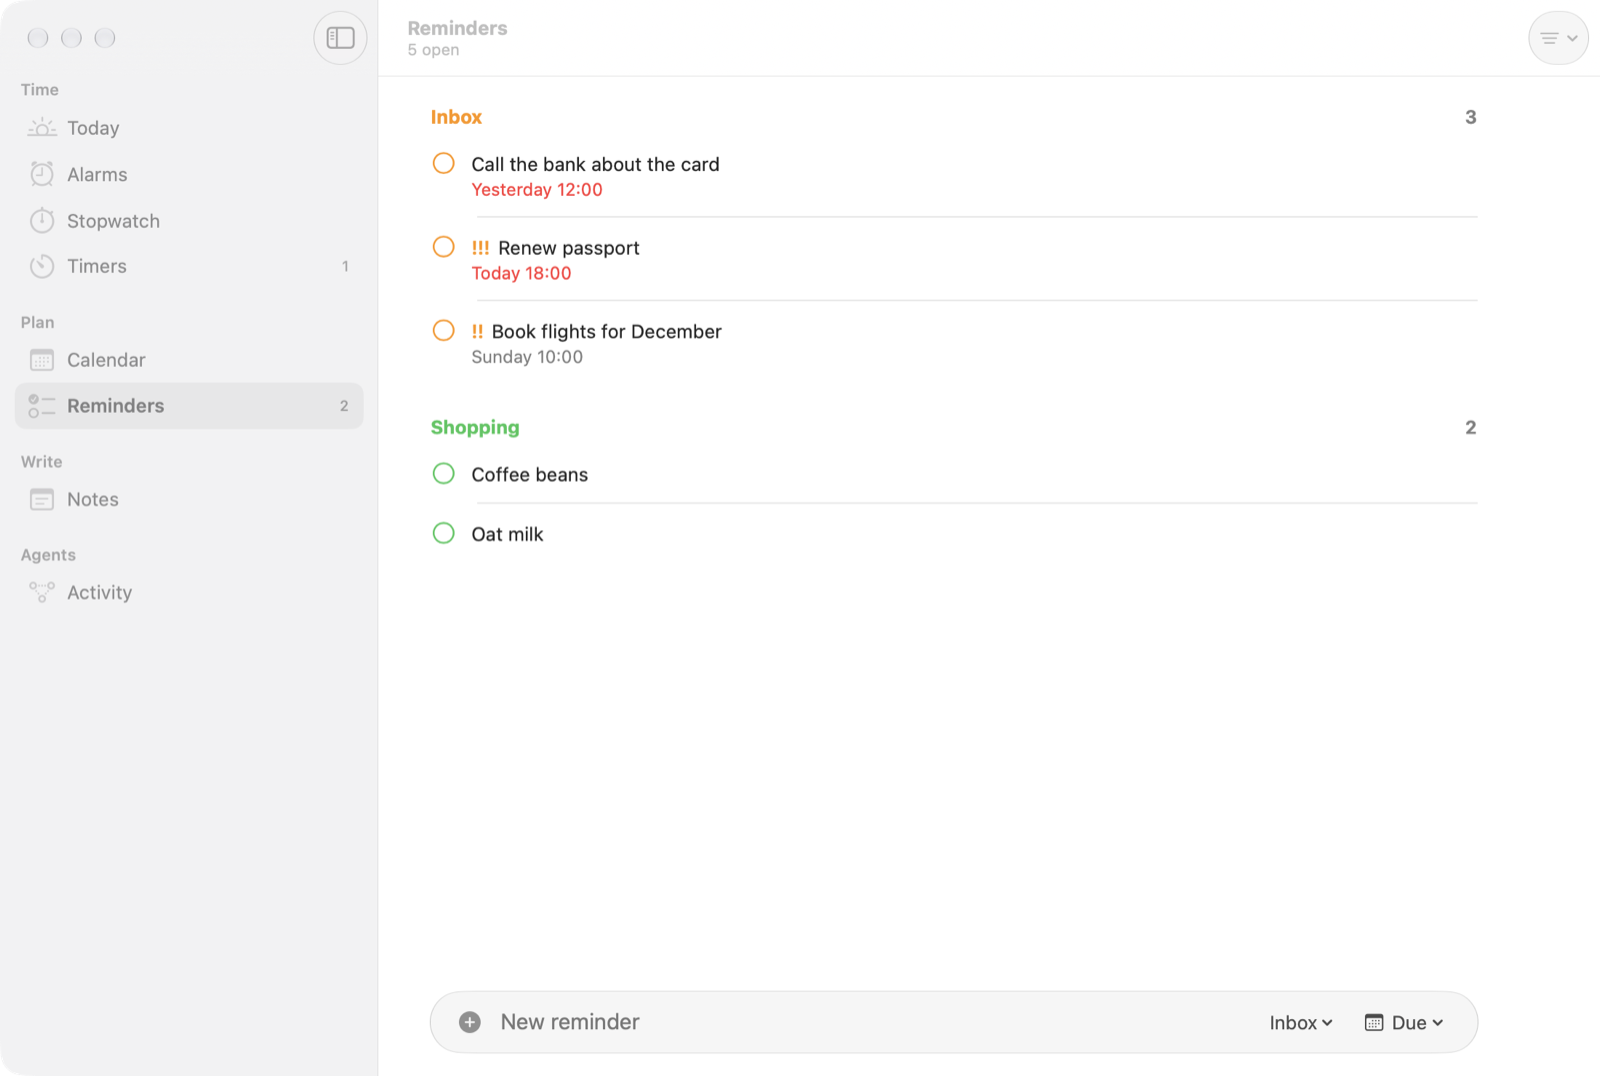 Reminders
5 open
Time
Today
Alarms
Stopwatch
Timers 1
Plan
Calendar
Reminders 2
Write
Notes
Agents
Activity
Inbox 3
Call the bank about the card
Yesterday 12:00
!!! Renew passport
Today 18:00
!! Book flights for December
Sunday 10:00
Shopping 2
Coffee beans
Oat milk
New reminder Inbox Due